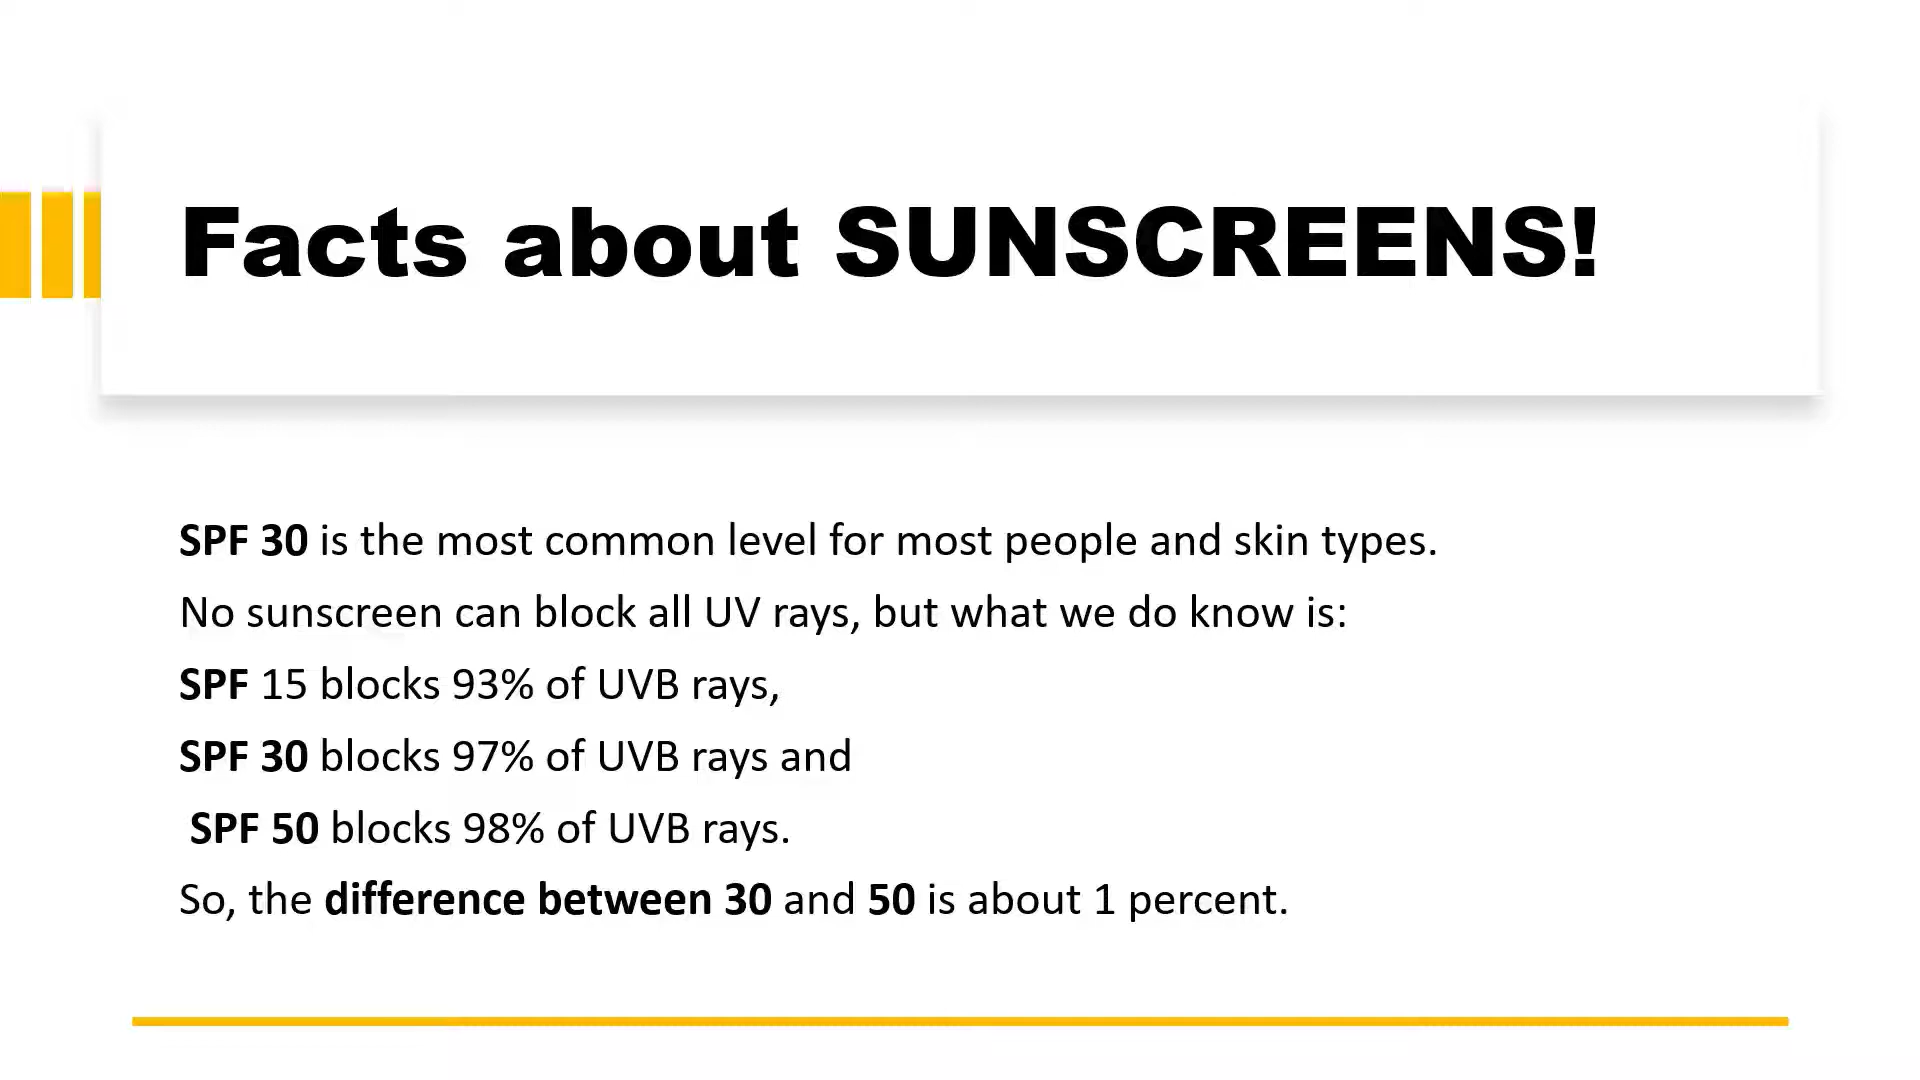 Facts about SUNSCREENS!
SPF 30 is the most common level for most people and skin types.
No sunscreen can block all UV rays, but what we do know is:
SPF 15 blocks 93% of UVB rays,
SPF 30 blocks 97% of UVB rays and
SPF 50 blocks 98% of UVB rays.
So, the difference between 30 and 50 is about 1 percent.